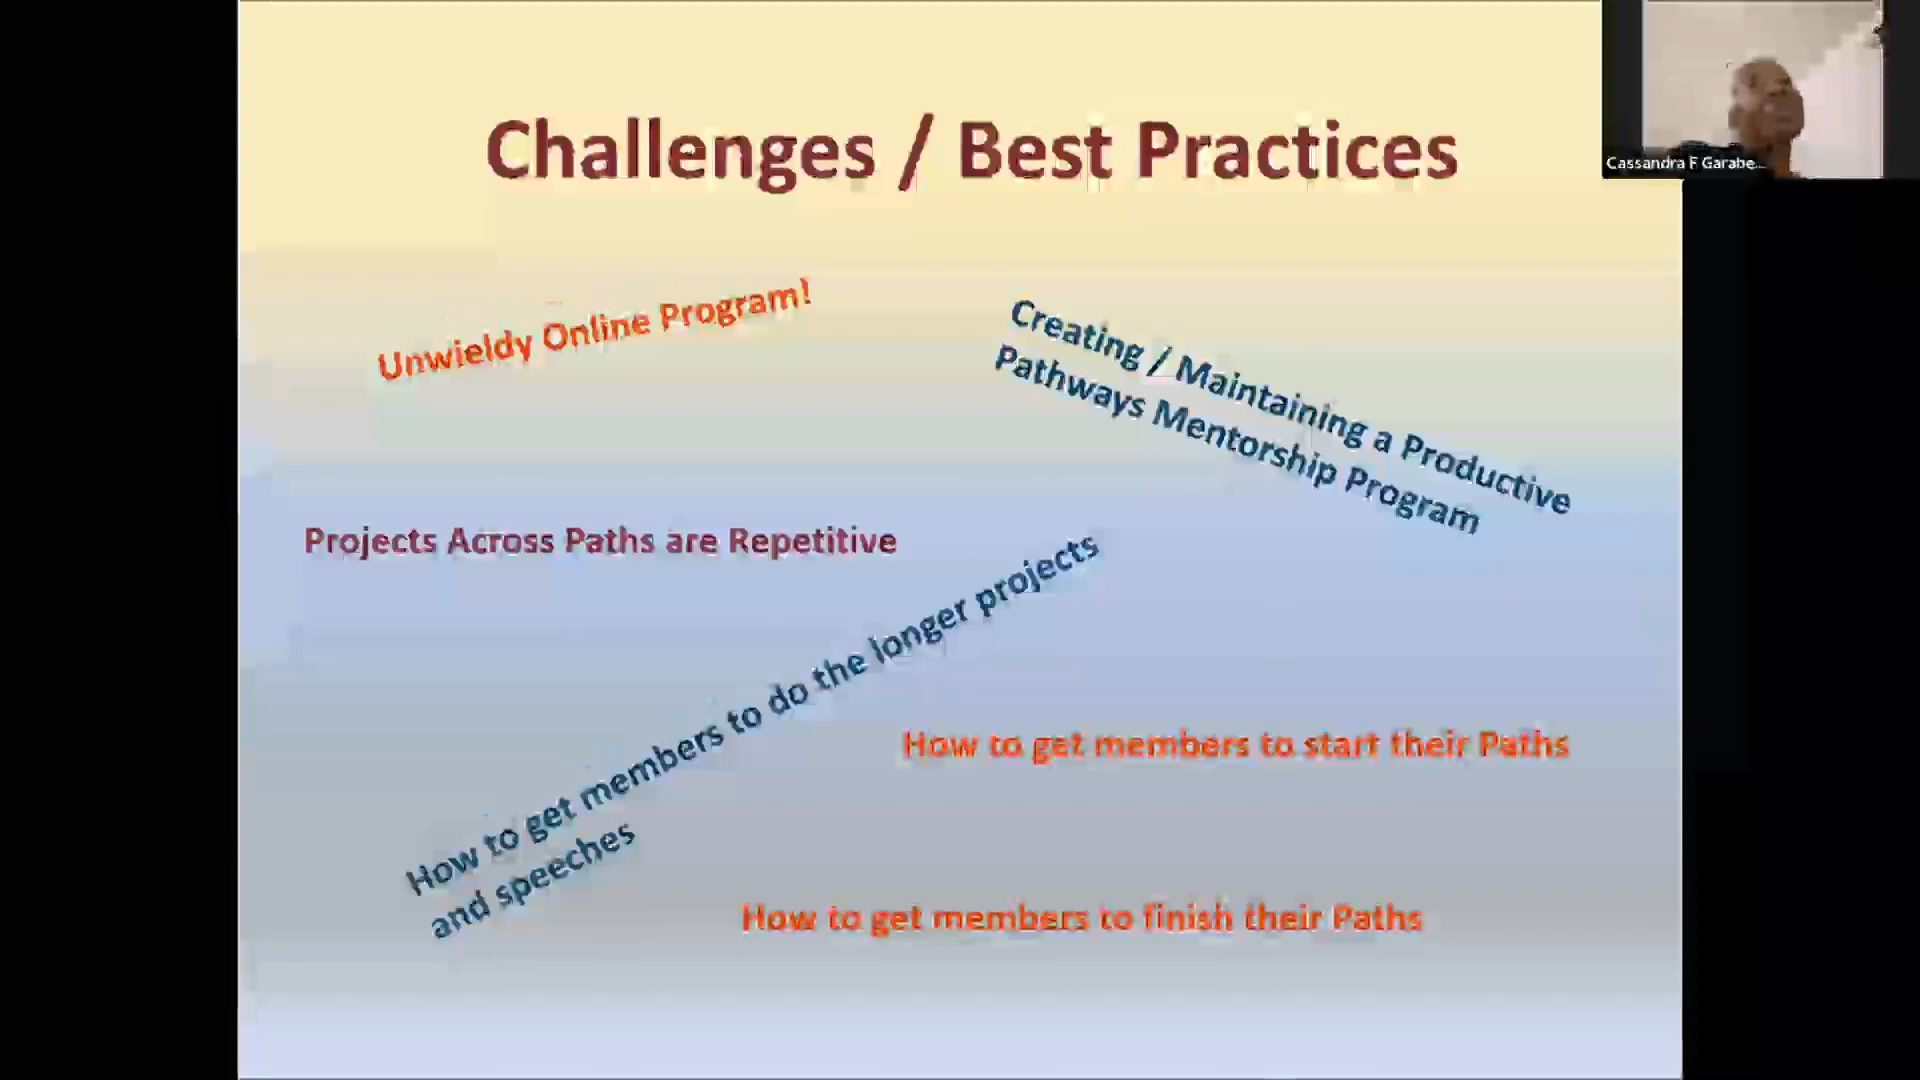 Challenges / Best Practices
Cassandra F Garabe...
Unwieldy Online Program!
Creating / Maintaining a Productive
Pathways Mentorship Program
Projects Across Paths are Repetitive
How to get members to do the longer projects
and speeches
How to get members to start their Paths
How to get members to finish their Paths